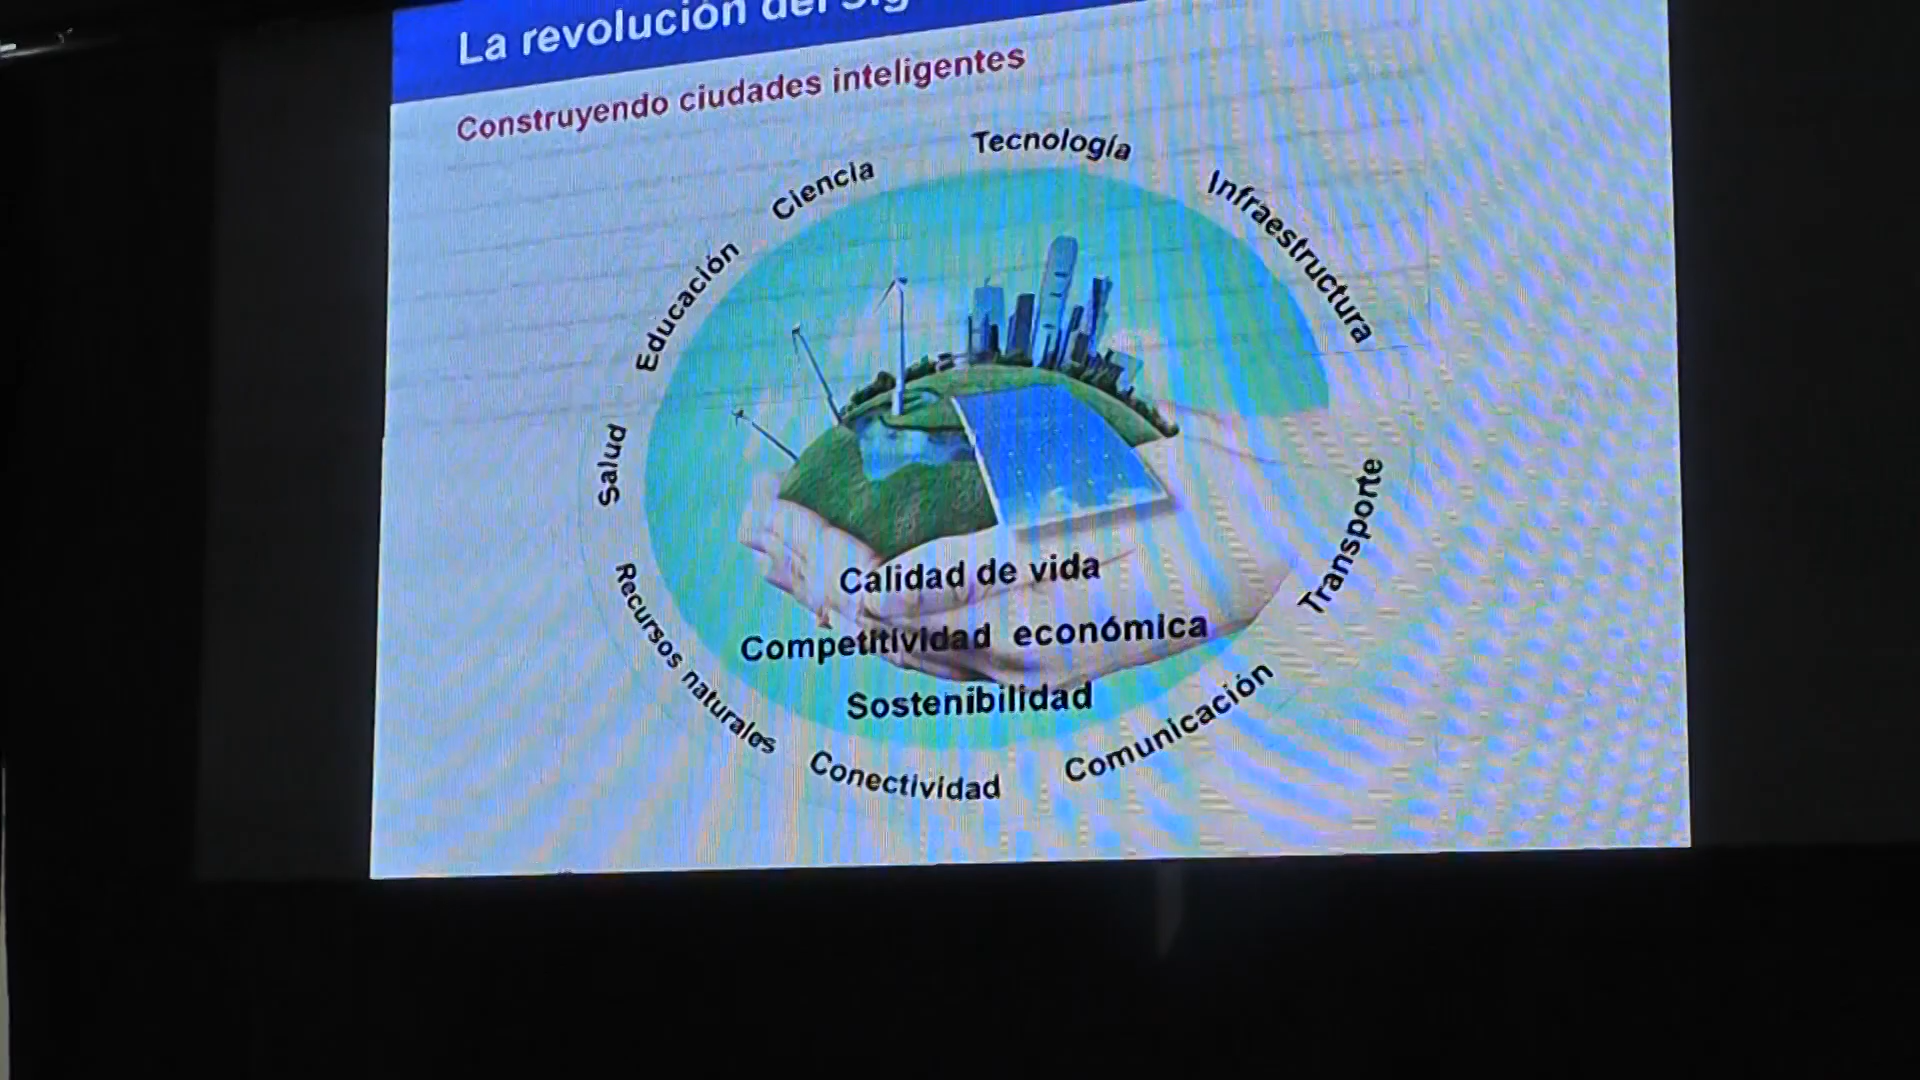 La revolución del
Construyendo ciudades inteligentes
Tecnología
Ciencia
Infraestructura
Educación
Salud
Transporte
Recursos naturales
Calidad de vida
Competitividad económica
Sostenibilidad
Comunicación
Conectividad